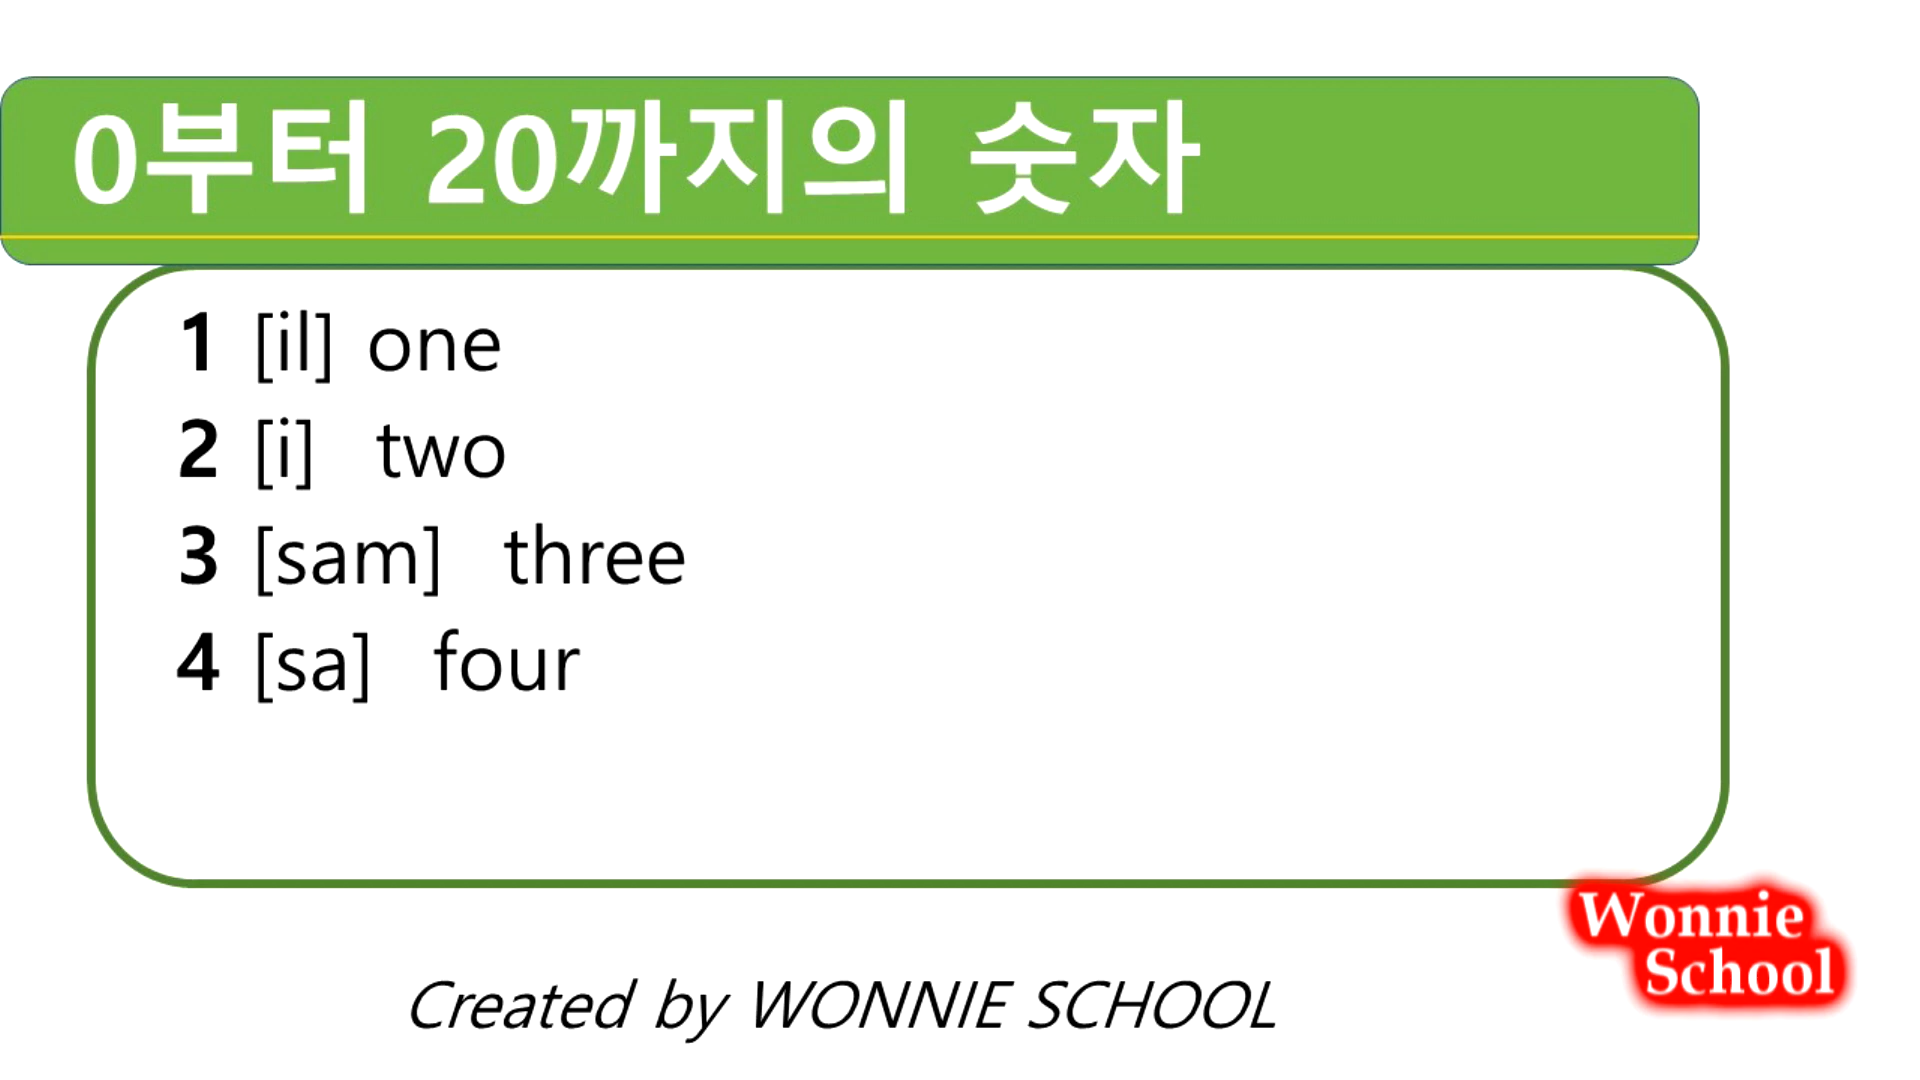 0부터 20까지의 숫자
1 [il] one
2 [i] two
3 [sam] three
4 [sa] four
Wonnie
School
Created by WONNIE SCHOOL